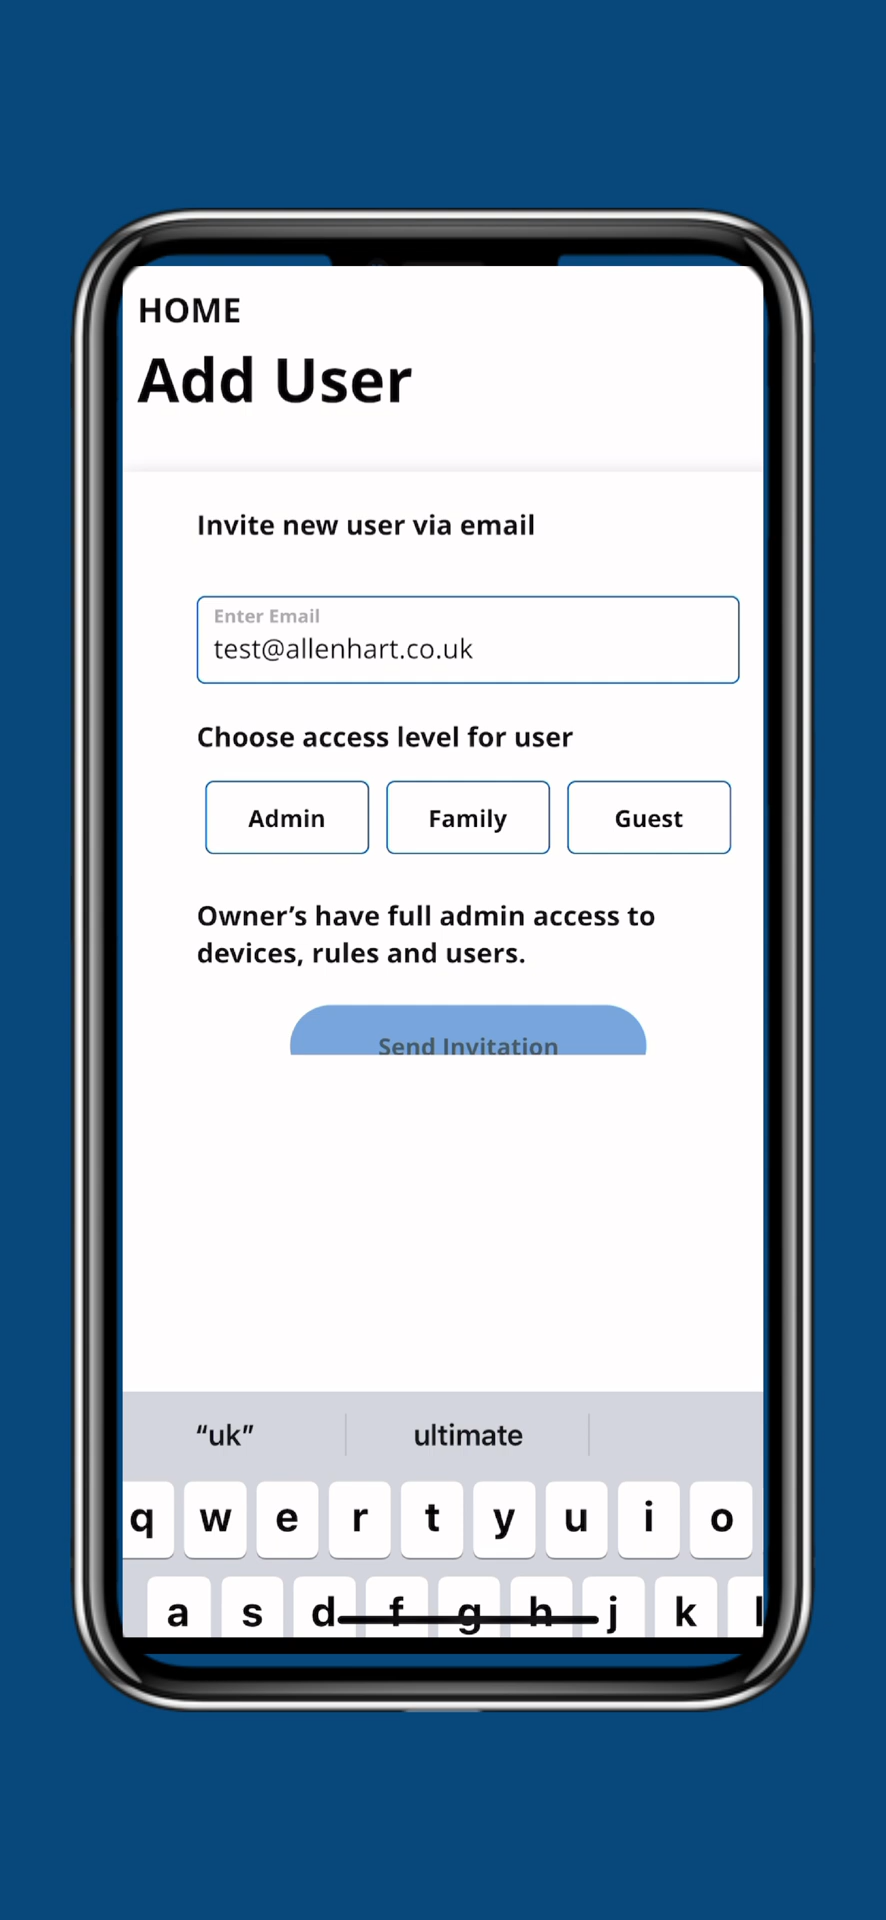 HOME
Add User
Invite new user via email
Enter Email
test@allenhart.co.uk
Choose access level for user
Admin Family Guest
Owner’s have full admin access to
devices, rules and users.
Send Invitation
“uk” ultimate
q w e r t y u i o
a s d f g h j k l